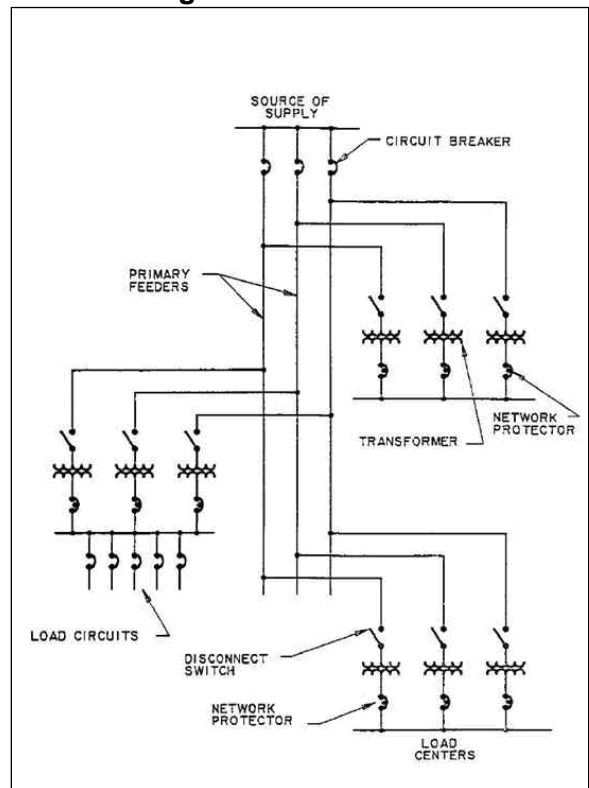 SOURCE OF
SUPPLY
CIRCUIT BREAKER
PRIMARY
FEEDERS
NETWORK
PROTECTOR
TRANSFORMER
LOAD CIRCUITS
DISCONNECT
SWITCH
NETWORK
PROTECTOR
LOAD
CENTERS